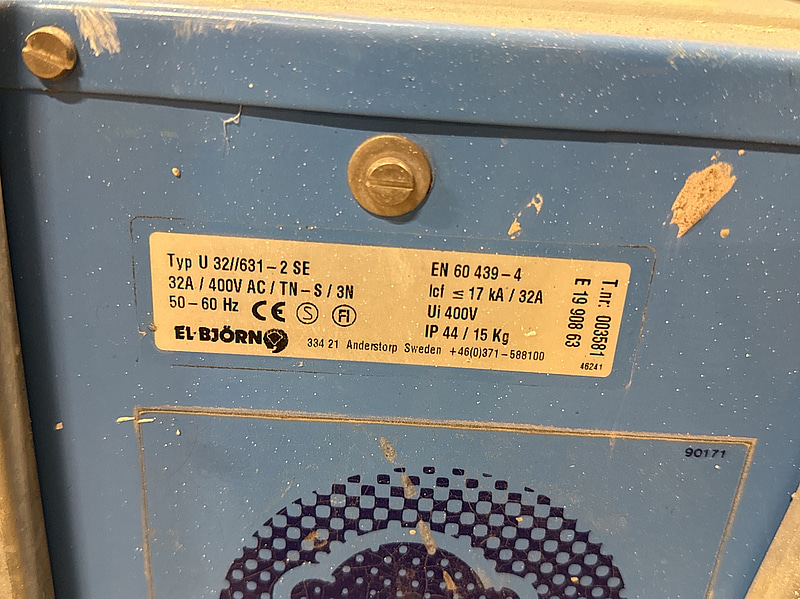 Typ U 32//631-2 SE
32A / 400V AC / TN-S / 3N
50-60 Hz CE S FI
EL·BJÖRN
334 21 Anderstorp Sweden +46(0)371-588100
EN 60 439-4
Icf ≤ 17 kA / 32A
Ui 400V
IP 44 / 15 Kg
T.nr. 003581
E 19 908 63
46241
90171